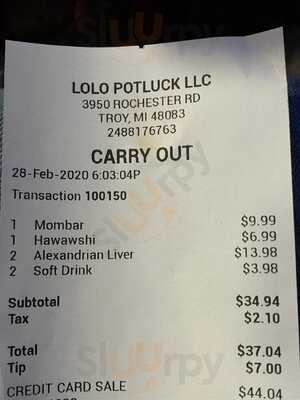 LOLO POTLUCK LLC
3950 ROCHESTER RD
TROY, MI 48083
2488176763
CARRY OUT
28-Feb-2020 6:03:04P
Transaction 100150
1 Mombar $9.99
1 Hawawshi $6.99
2 Alexandrian Liver $13.98
2 Soft Drink $3.98
Subtotal $34.94
Tax $2.10
Total $37.04
Tip $7.00
CREDIT CARD SALE $44.04